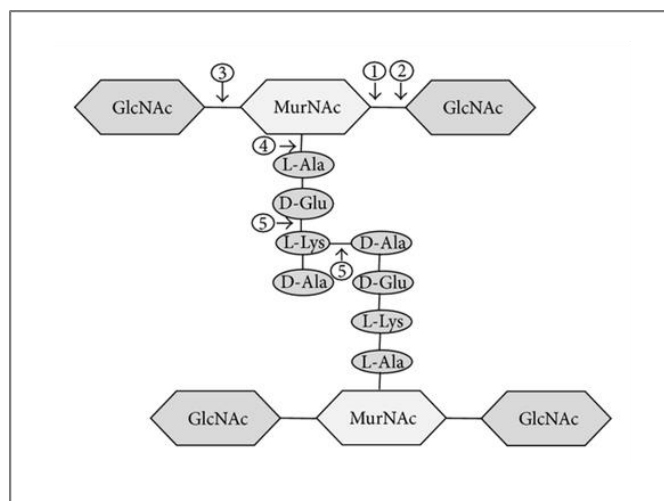 ③ ① ②
GlcNAc MurNAc GlcNAc
④
L-Ala
D-Glu
⑤
L-Lys D-Ala
D-Ala ⑤ D-Glu
L-Lys
L-Ala
GlcNAc MurNAc GlcNAc